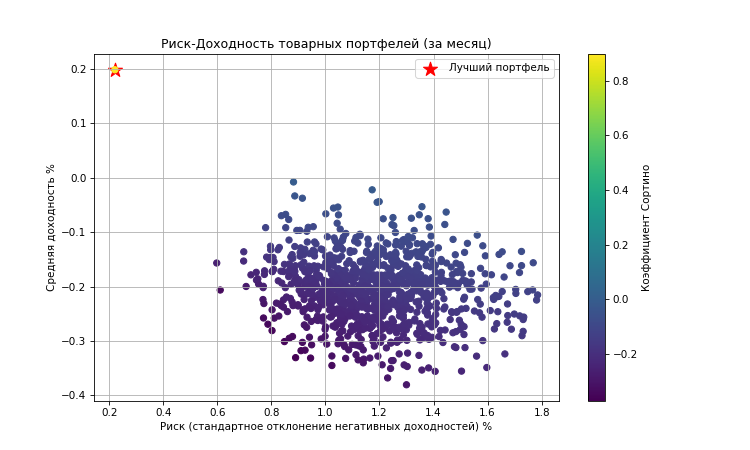 Риск-Доходность товарных портфелей (за месяц)
Лучший портфель
Средняя доходность %
0.2
0.1
0.0
−0.1
−0.2
−0.3
−0.4
0.2 0.4 0.6 0.8 1.0 1.2 1.4 1.6 1.8
Риск (стандартное отклонение негативных доходностей) %
0.8
0.6
0.4
0.2
0.0
−0.2
Коэффициент Сортино